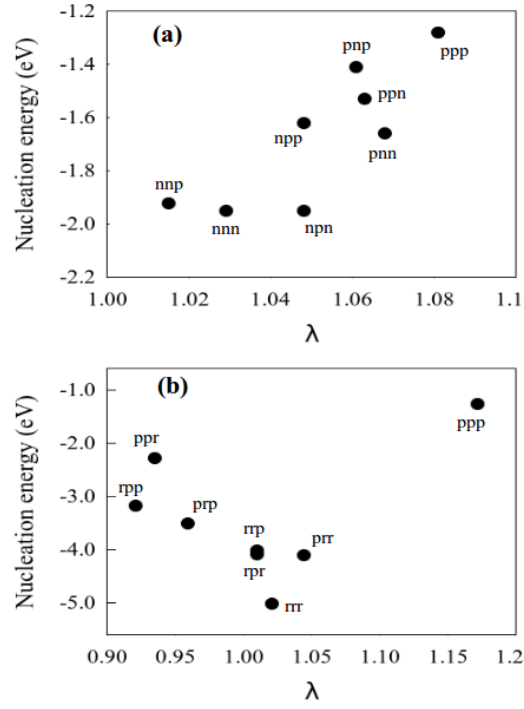 (a)
Nucleation energy (eV)
-1.2
-1.4
-1.6
-1.8
-2.0
-2.2
ppp
pnp
ppn
npp
pnn
nnp
nnn
npn
1.00
1.02
1.04
1.06
1.08
1.1
λ
(b)
Nucleation energy (eV)
-1.0
-2.0
-3.0
-4.0
-5.0
ppp
ppr
rpp
prp
rrp
prr
rpr
rrr
0.90
0.95
1.00
1.05
1.10
1.15
1.2
λ